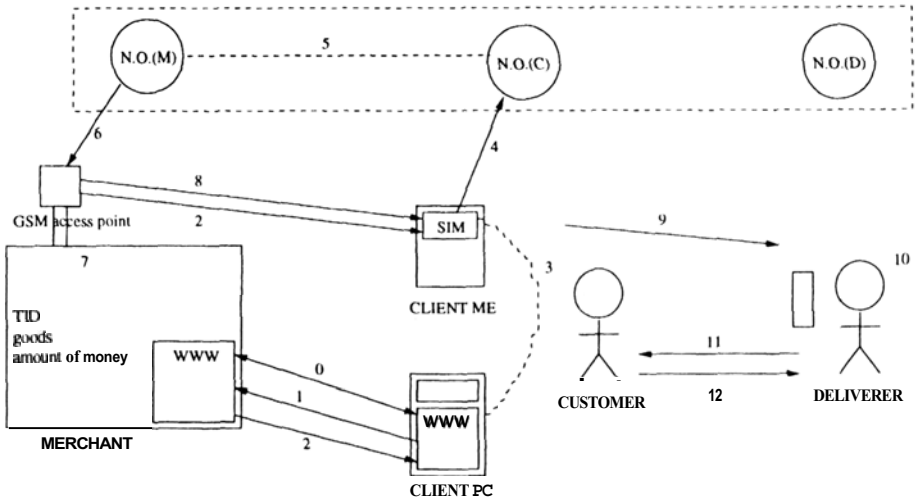 5
N.O.(M)
N.O.(C)
N.O.(D)
6
4
8
GSM access point
2
SIM
9
7
3
10
CLIENT ME
TID
goods
amount of money
WWW
0
11
1
WWW
CUSTOMER
12
DELIVERER
MERCHANT
2
CLIENT PC